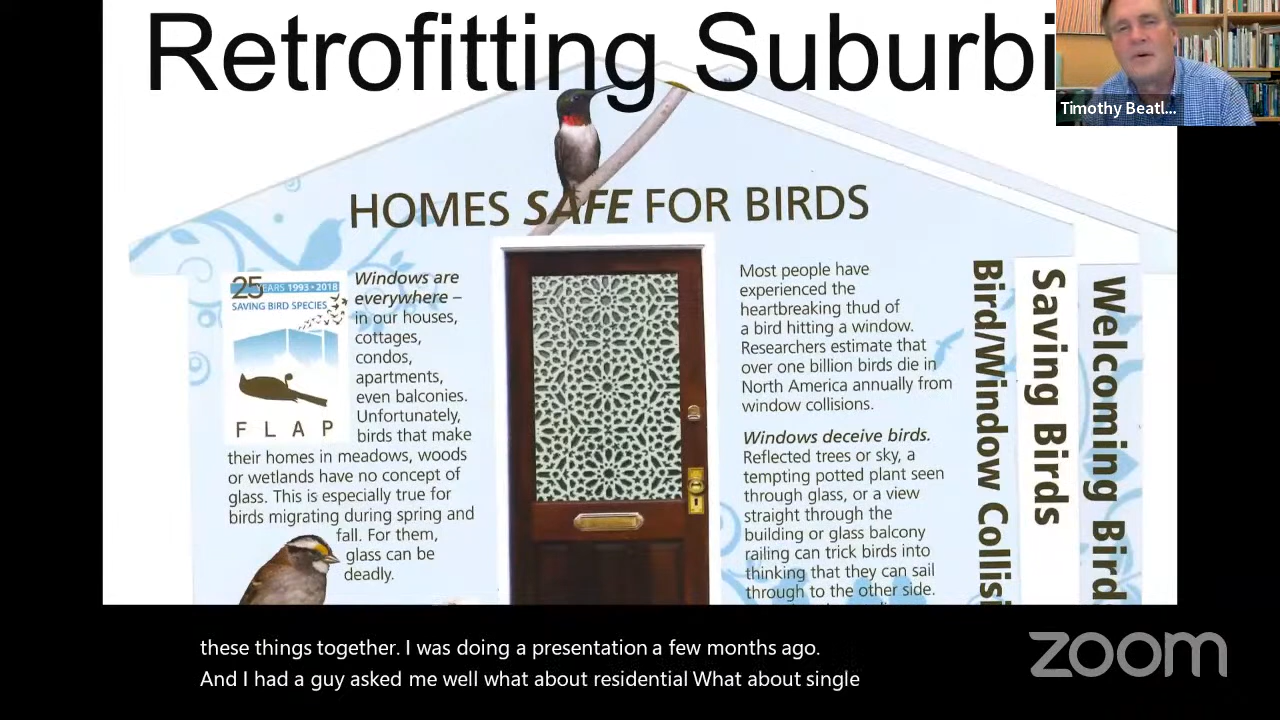 Retrofitting Suburbi
Timothy Beatl...
HOMES SAFE FOR BIRDS
25 YEARS 1993 • 2018
SAVING BIRD SPECIES
F L A P
Windows are
everywhere –
in our houses,
cottages,
condos,
apartments,
even balconies.
Unfortunately,
birds that make
their homes in meadows, woods
or wetlands have no concept of
glass. This is especially true for
birds migrating during spring and
fall. For them,
glass can be
deadly.
Most people have
experienced the
heartbreaking thud of
a bird hitting a window.
Researchers estimate that
over one billion birds die in
North America annually from
window collisions.
Windows deceive birds.
Reflected trees or sky, a
tempting potted plant seen
through glass, or a view
straight through the
building or glass balcony
railing can trick birds into
thinking that they can sail
through to the other side.
Bird/Window Collisi
Saving Birds
Welcoming Bird
these things together. I was doing a presentation a few months ago.
And I had a guy asked me well what about residential What about single
zoom